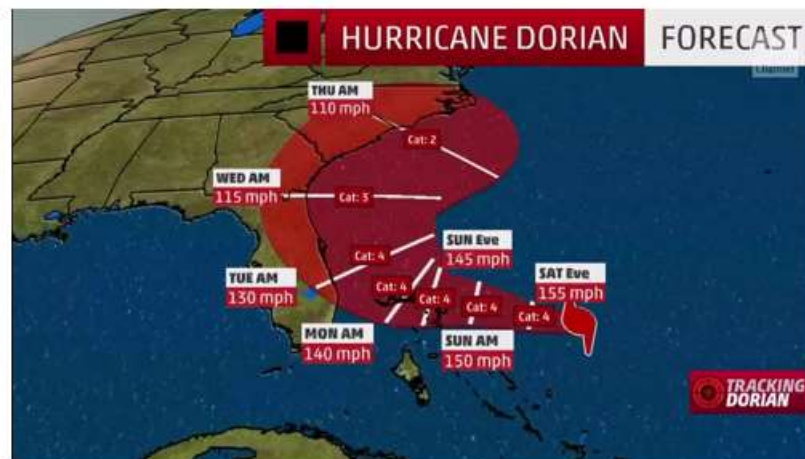 HURRICANE DORIAN FORECAST
Channel
THU AM
110 mph
Cat: 2
WED AM
115 mph
Cat: 3
SUN Eve
145 mph
Cat: 4
SAT Eve
155 mph
TUE AM
130 mph
Cat: 4
Cat: 4
Cat: 4
Cat: 4
MON AM
140 mph
SUN AM
150 mph
TRACKING
DORIAN